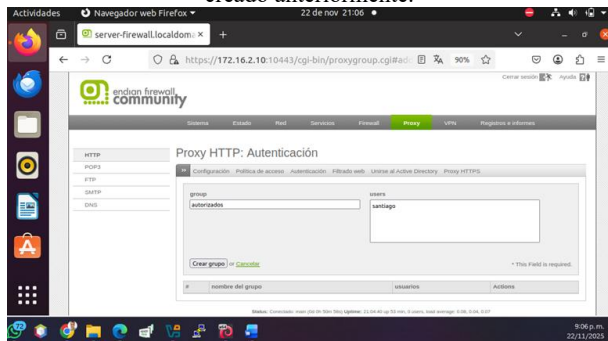 creado anteriormente.
Actividades
Navegador web Firefox
22 de nov 21:06
server-firewall.localdom
https://172.16.2.10:10443/cgi-bin/proxygroup.cgi#ad
90%
Cerrar sesión
Ayuda
endian firewall
community
Sistema Estado Red Servicios Firewall Proxy VPN Registros e informes
HTTP
POP3
FTP
SMTP
DNS
Proxy HTTP: Autenticación
Configuración Política de acceso Autenticación Filtrado web Unirse al Active Directory Proxy HTTPS
group
autorizados
users
santiago
Crear grupo or Cancelar
* This Field is required.
# nombre del grupo usuarios Actions
9:06 p.m.
22/11/2025